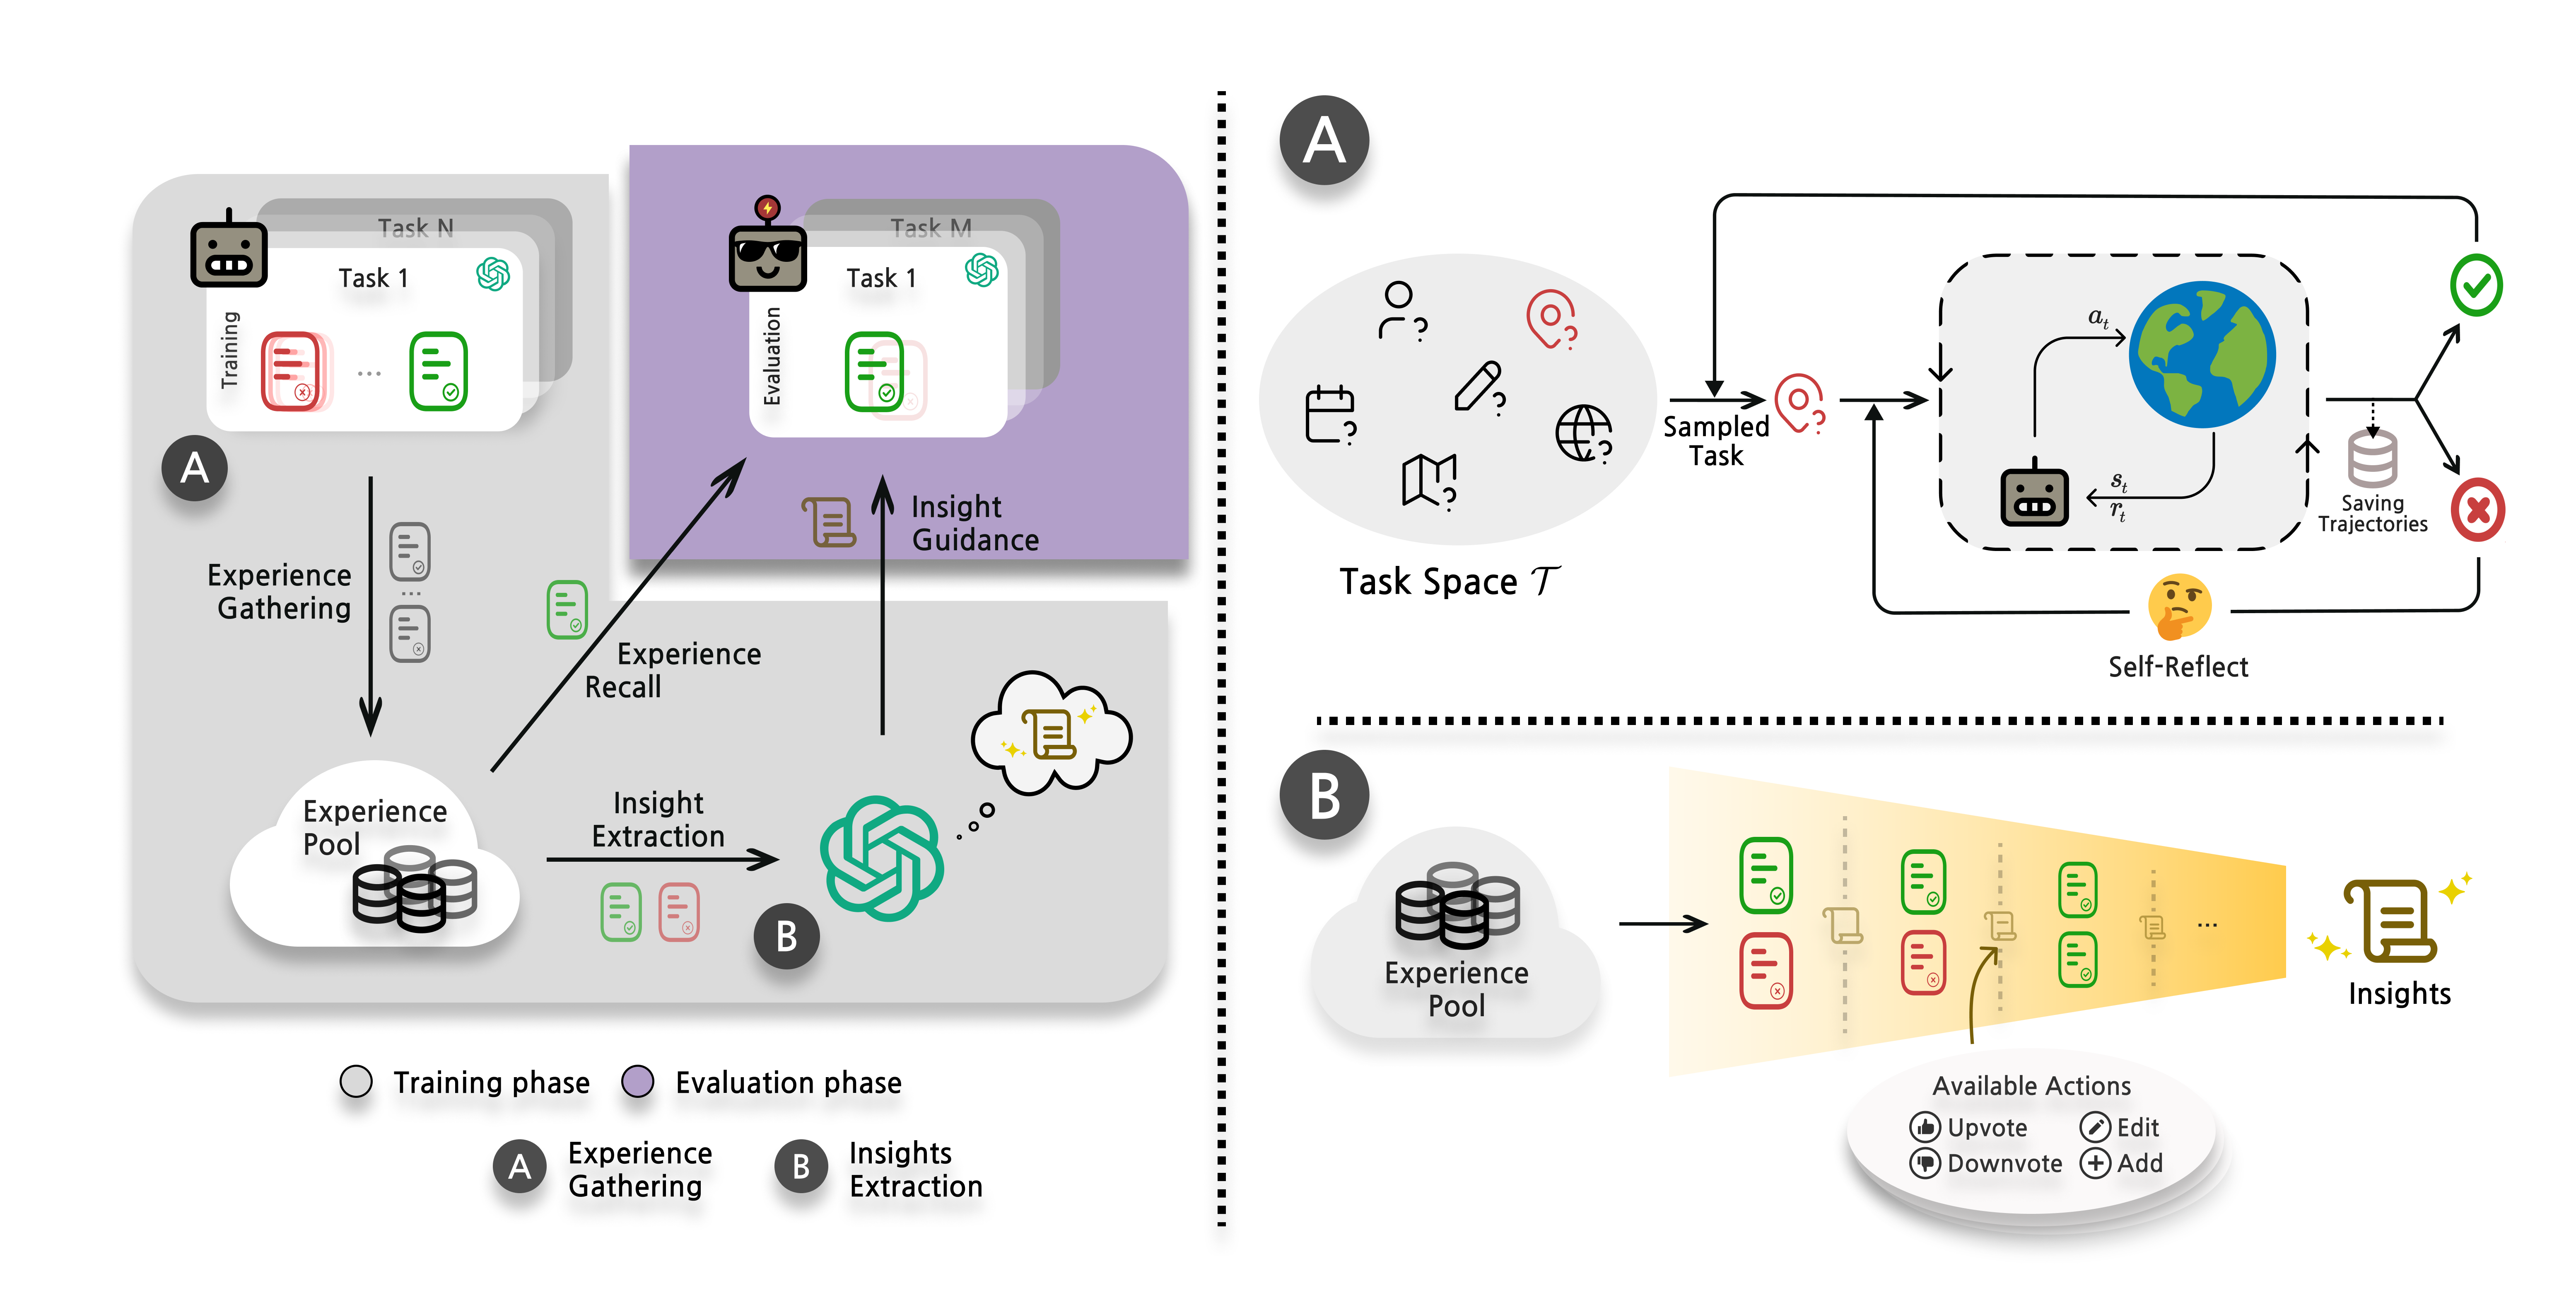 Task N
Task 1
Training
A
Experience
Gathering
Task M
Task 1
Evaluation
Insight
Guidance
Experience
Recall
Experience
Pool
Insight
Extraction
B
Training phase
Evaluation phase
A
Experience
Gathering
B
Insights
Extraction
A
Task Space 𝒯
Sampled
Task
a_t
s_t
r_t
Saving
Trajectories
Self-Reflect
B
Experience
Pool
...
Insights
Available Actions
Upvote
Edit
Downvote
Add